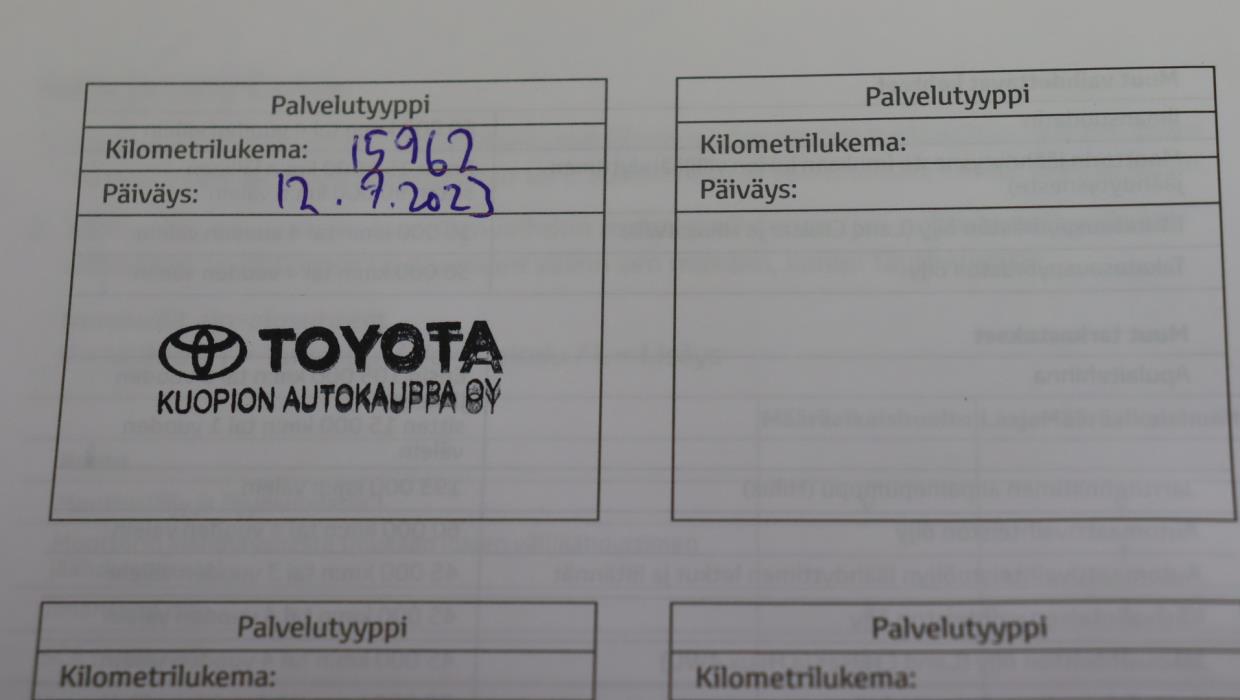 Palvelutyyppi
Kilometrilukema: 15962
Päiväys: 12.9.2023
TOYOTA
KUOPION AUTOKAUPPA OY
Palvelutyyppi
Kilometrilukema:
Päiväys:
Palvelutyyppi
Kilometrilukema:
Palvelutyyppi
Kilometrilukema: